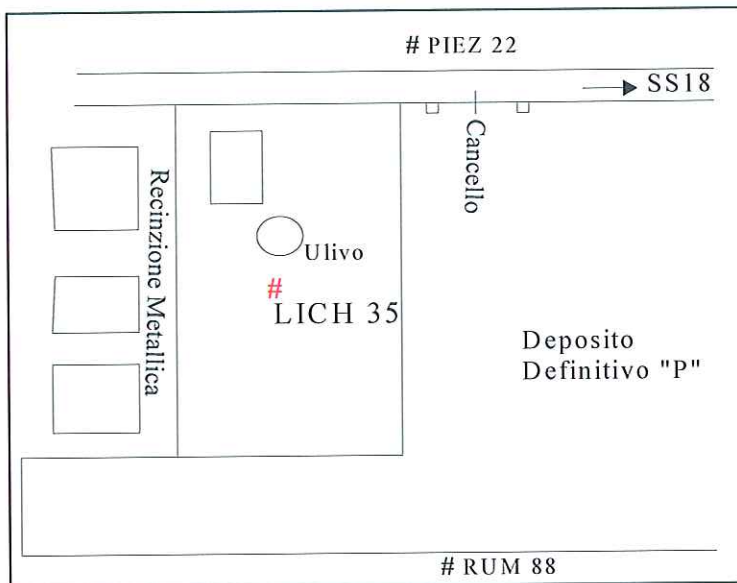 # PIEZ 22
SS18
Cancello
Recinzione Metallica
Ulivo
#
LICH 35
Deposito
Definitivo "P"
# RUM 88